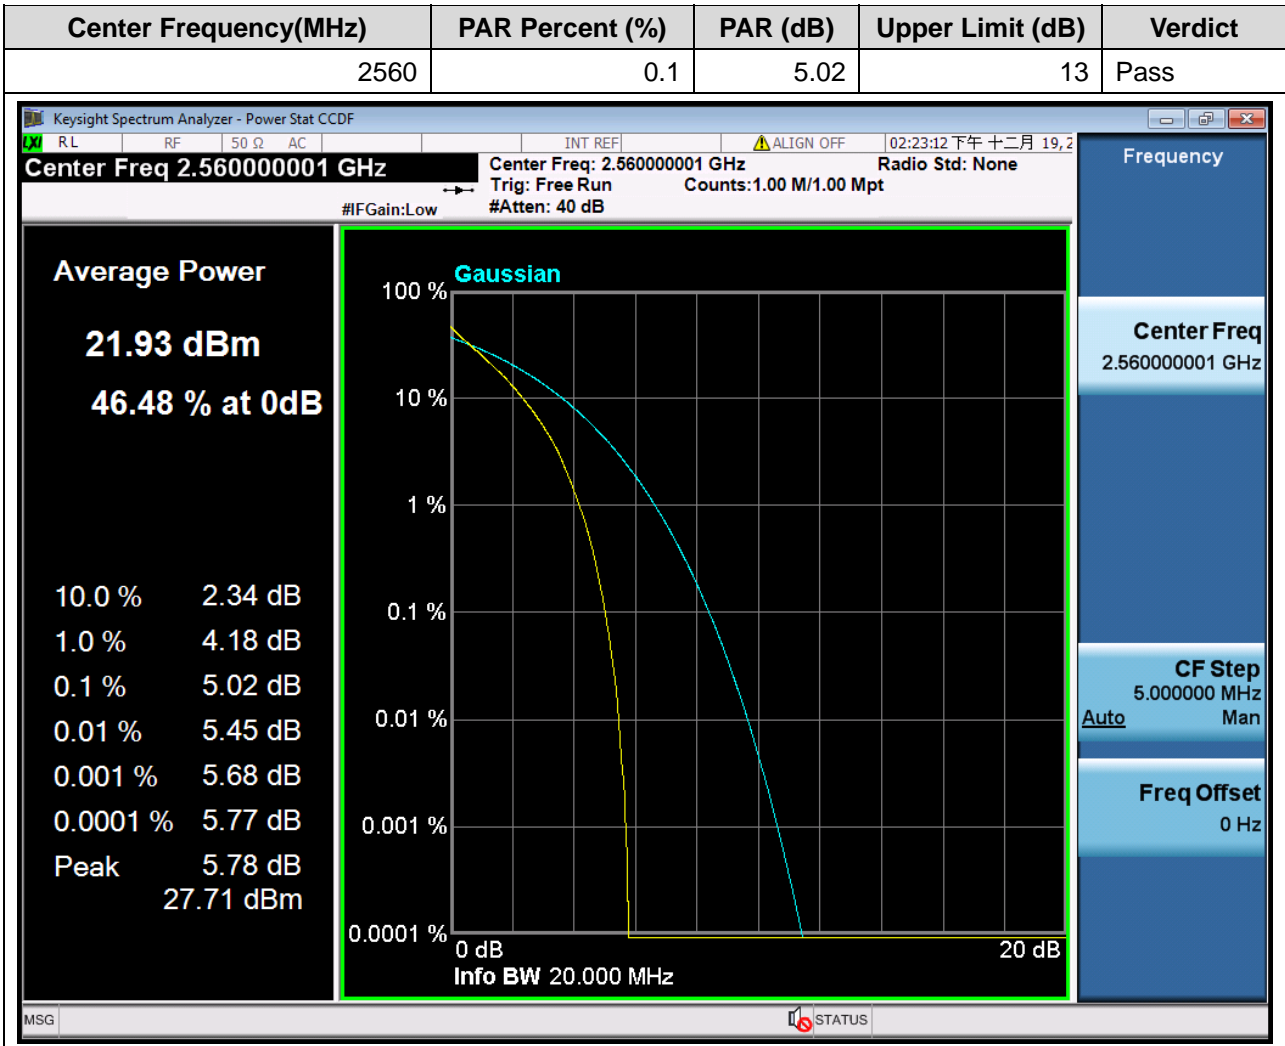 Center Frequency(MHz) PAR Percent (%) PAR (dB) Upper Limit (dB) Verdict
2560 0.1 5.02 13 Pass
Keysight Spectrum Analyzer - Power Stat CCDF
LXI RL RF 50 Ω AC INT REF ALIGN OFF 02:23:12 下午 十二月 19, 2
Center Freq 2.560000001 GHz
Center Freq: 2.560000001 GHz Radio Std: None
Trig: Free Run Counts:1.00 M/1.00 Mpt
#IFGain:Low #Atten: 40 dB
Average Power
21.93 dBm
46.48 % at 0dB
10.0 % 2.34 dB
1.0 % 4.18 dB
0.1 % 5.02 dB
0.01 % 5.45 dB
0.001 % 5.68 dB
0.0001 % 5.77 dB
Peak 5.78 dB
27.71 dBm
Gaussian
100 %
10 %
1 %
0.1 %
0.01 %
0.001 %
0.0001 %
0 dB 20 dB
Info BW 20.000 MHz
Frequency
Center Freq
2.560000001 GHz
CF Step
5.000000 MHz
Auto Man
Freq Offset
0 Hz
MSG STATUS